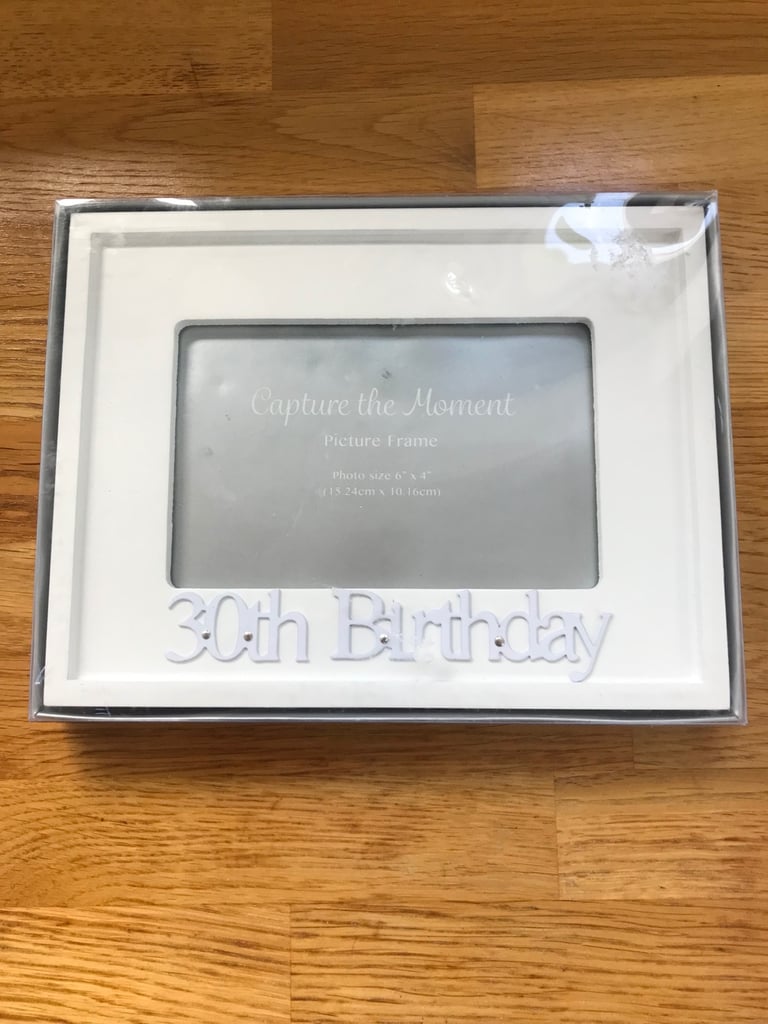 Capture the Moment
Picture Frame
Photo size 6" x 4"
(15.24cm x 10.16cm)
30th Birthday